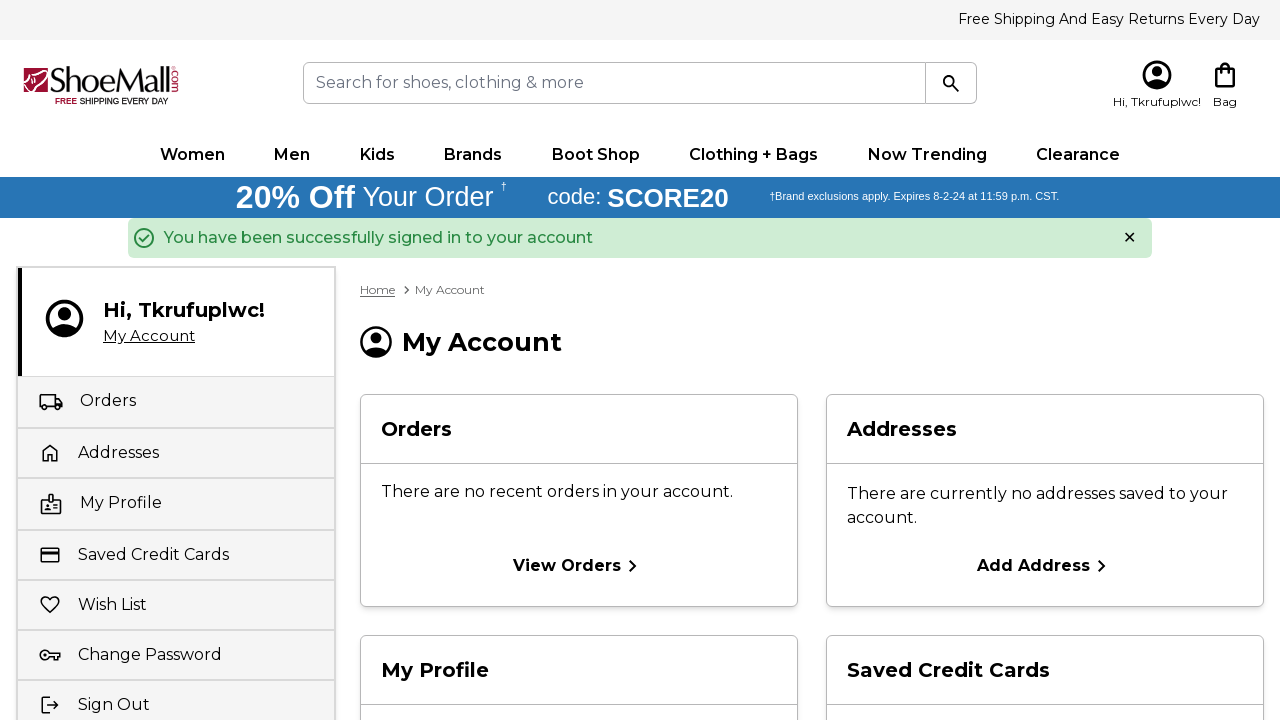 Free Shipping And Easy Returns Every Day
ShoeMall.com
FREE SHIPPING EVERY DAY
Search for shoes, clothing & more
Hi, Tkrufuplwc!
Bag
Women Men Kids Brands Boot Shop Clothing + Bags Now Trending Clearance
20% Off Your Order † code: SCORE20 †Brand exclusions apply. Expires 8-2-24 at 11:59 p.m. CST.
You have been successfully signed in to your account
Hi, Tkrufuplwc!
My Account
Orders
Addresses
My Profile
Saved Credit Cards
Wish List
Change Password
Sign Out
Home > My Account
My Account
Orders
There are no recent orders in your account.
View Orders
Addresses
There are currently no addresses saved to your
account.
Add Address
My Profile
Saved Credit Cards